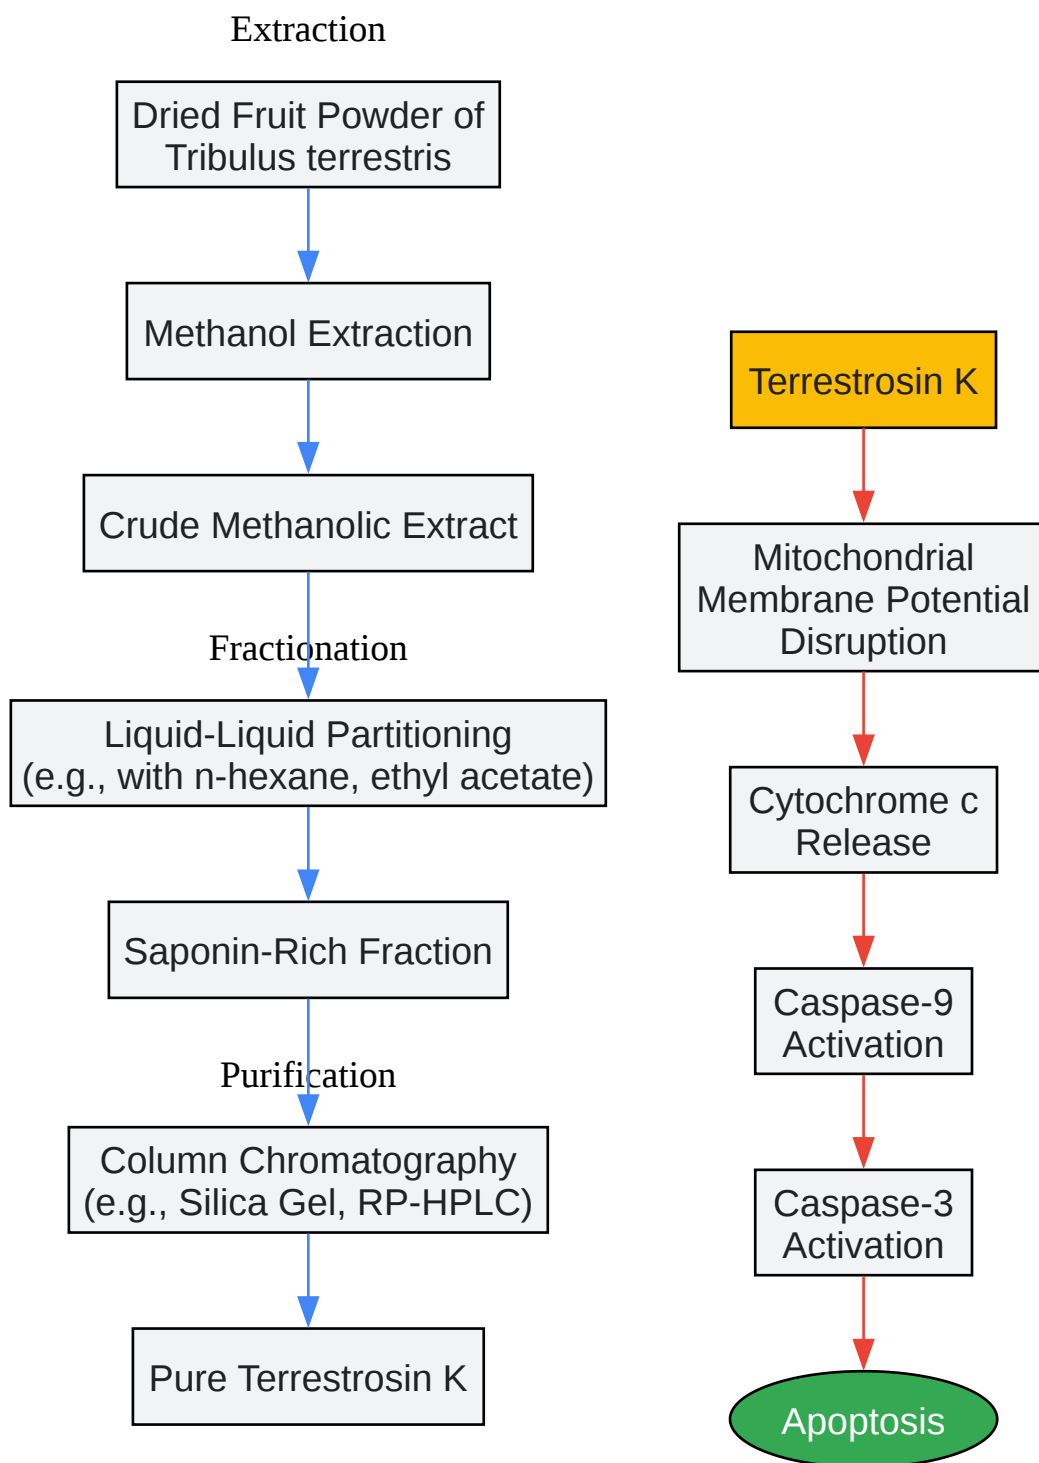 Extraction
Dried Fruit Powder of
Tribulus terrestris
Methanol Extraction
Crude Methanolic Extract
Fractionation
Liquid-Liquid Partitioning
(e.g., with n-hexane, ethyl acetate)
Saponin-Rich Fraction
Purification
Column Chromatography
(e.g., Silica Gel, RP-HPLC)
Pure Terrestrosin K
Terrestrosin K
Mitochondrial
Membrane Potential
Disruption
Cytochrome c
Release
Caspase-9
Activation
Caspase-3
Activation
Apoptosis